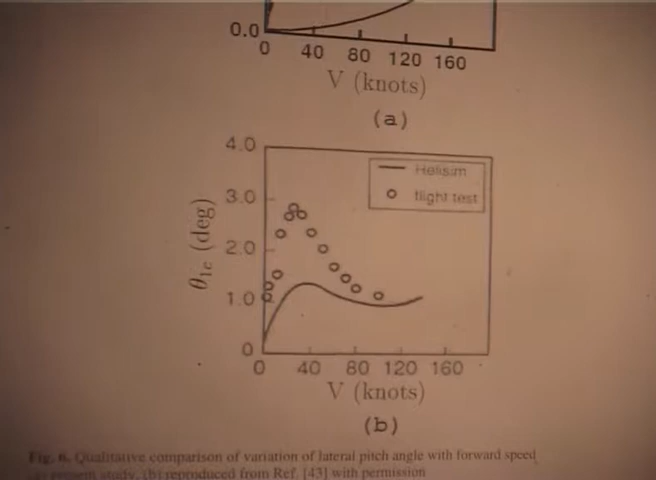 0.0
0 40 80 120 160
V (knots)
(a)
4.0
Helisim
flight test
3.0
2.0
1.0
0
θ1c (deg)
0 40 80 120 160
V (knots)
(b)
Fig. 6. Qualitative comparison of variation of lateral pitch angle with forward speed
present study, (b) reproduced from Ref. [43] with permission